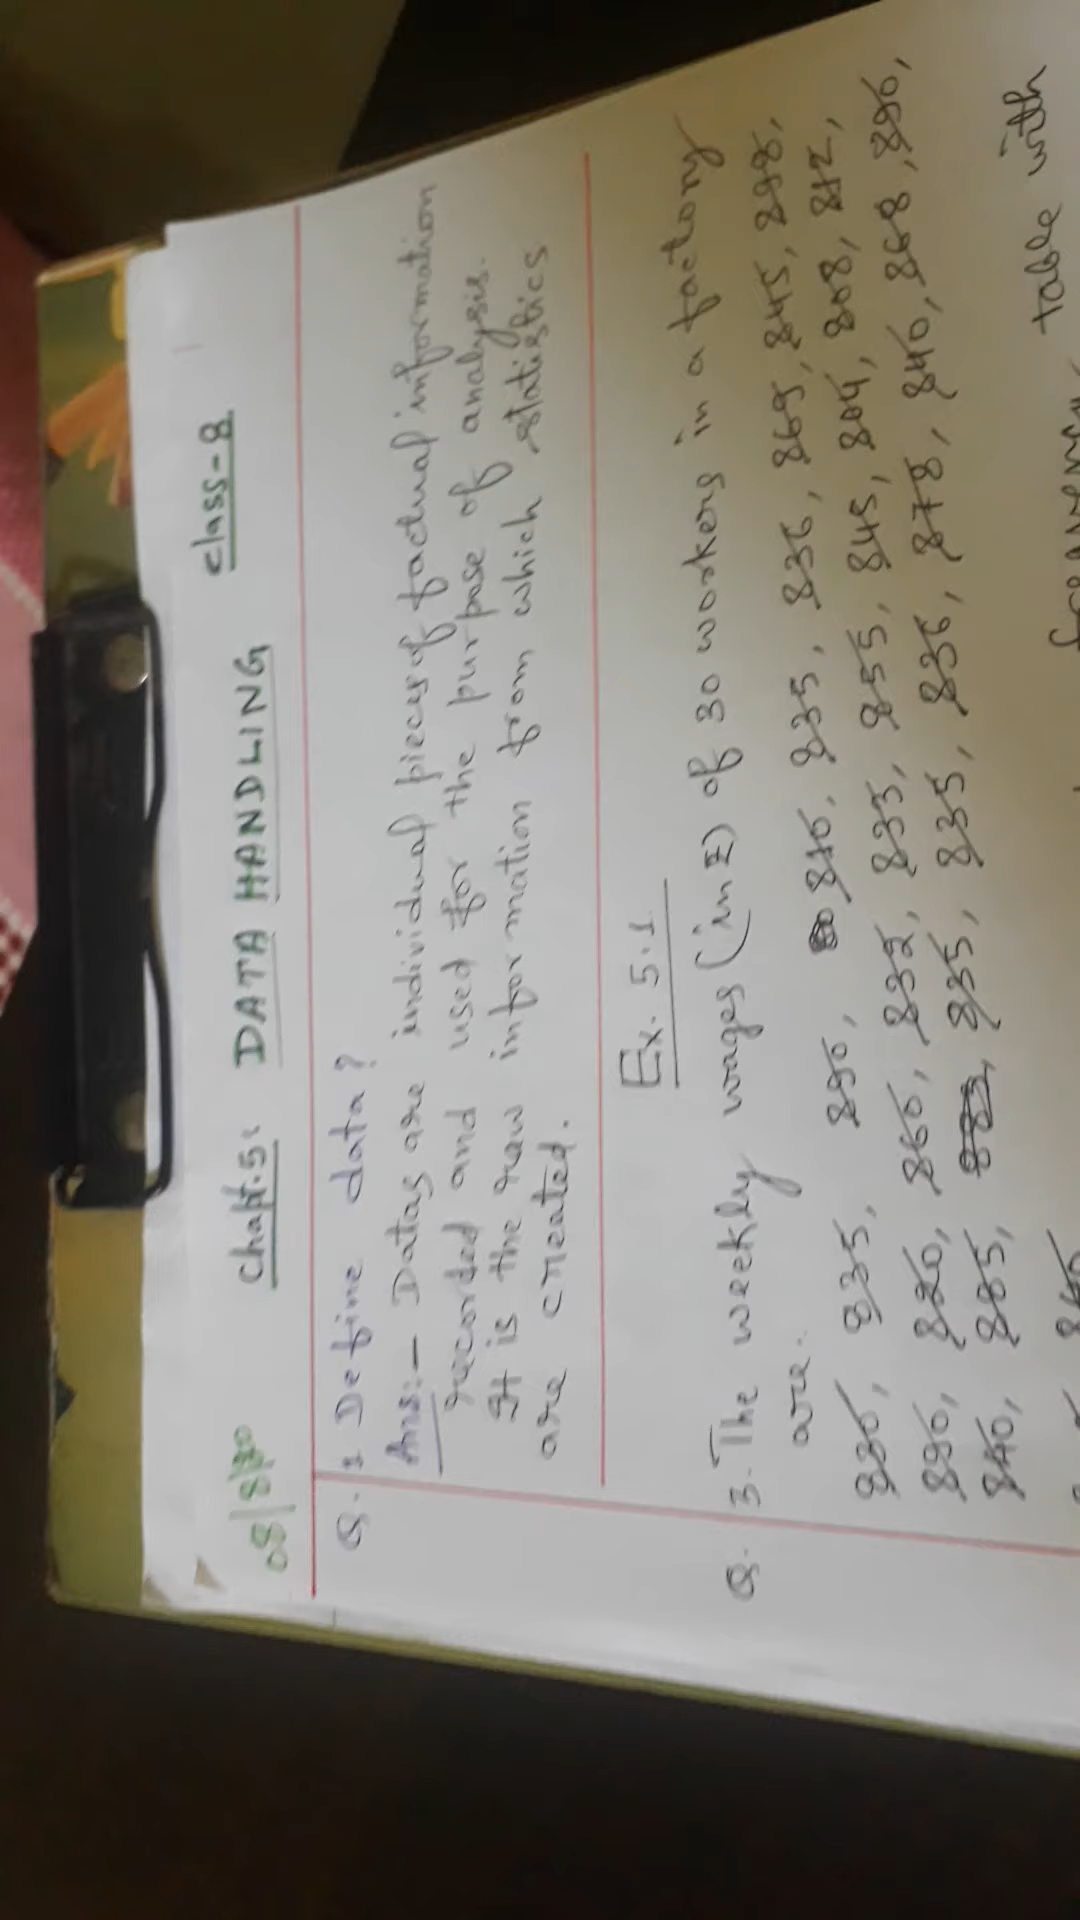 08/8/20 Chapt.5: DATA HANDLING class-8
Q. 1 Define data?
Ans:- Datas are individual pieces of factual information
recorded and used for the purpose of analysis.
It is the raw information from which statistics
are created.
Ex. 5.1
Q. 3. The weekly wages (in ₹) of 30 workers in a factory
are.
830, 835, 890, 810, 835, 836, 869, 845, 898,
890, 820, 860, 832, 833, 855, 845, 804, 808, 812,
840, 885, 835, 835, 836, 878, 840, 868, 890,
840
table with